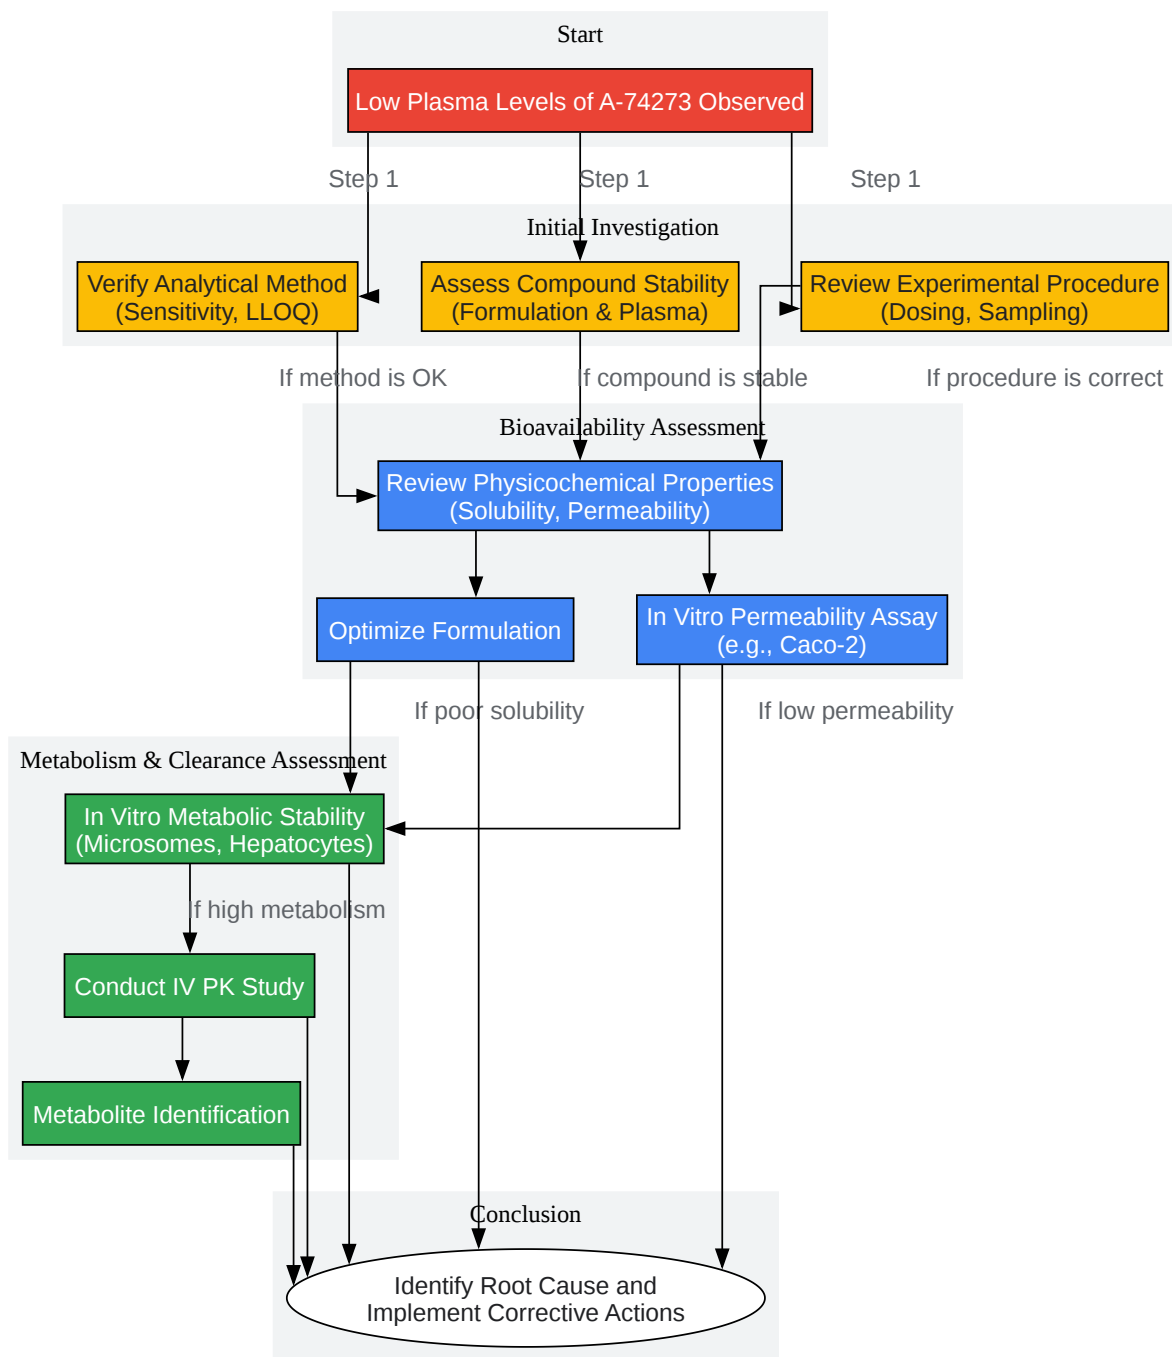 Start
Low Plasma Levels of A-74273 Observed
Step 1
Step 1
Step 1
Initial Investigation
Verify Analytical Method
(Sensitivity, LLOQ)
Assess Compound Stability
(Formulation & Plasma)
Review Experimental Procedure
(Dosing, Sampling)
If method is OK
If compound is stable
If procedure is correct
Bioavailability Assessment
Review Physicochemical Properties
(Solubility, Permeability)
Optimize Formulation
In Vitro Permeability Assay
(e.g., Caco-2)
If poor solubility
If low permeability
Metabolism & Clearance Assessment
In Vitro Metabolic Stability
(Microsomes, Hepatocytes)
If high metabolism
Conduct IV PK Study
Metabolite Identification
Conclusion
Identify Root Cause and
Implement Corrective Actions